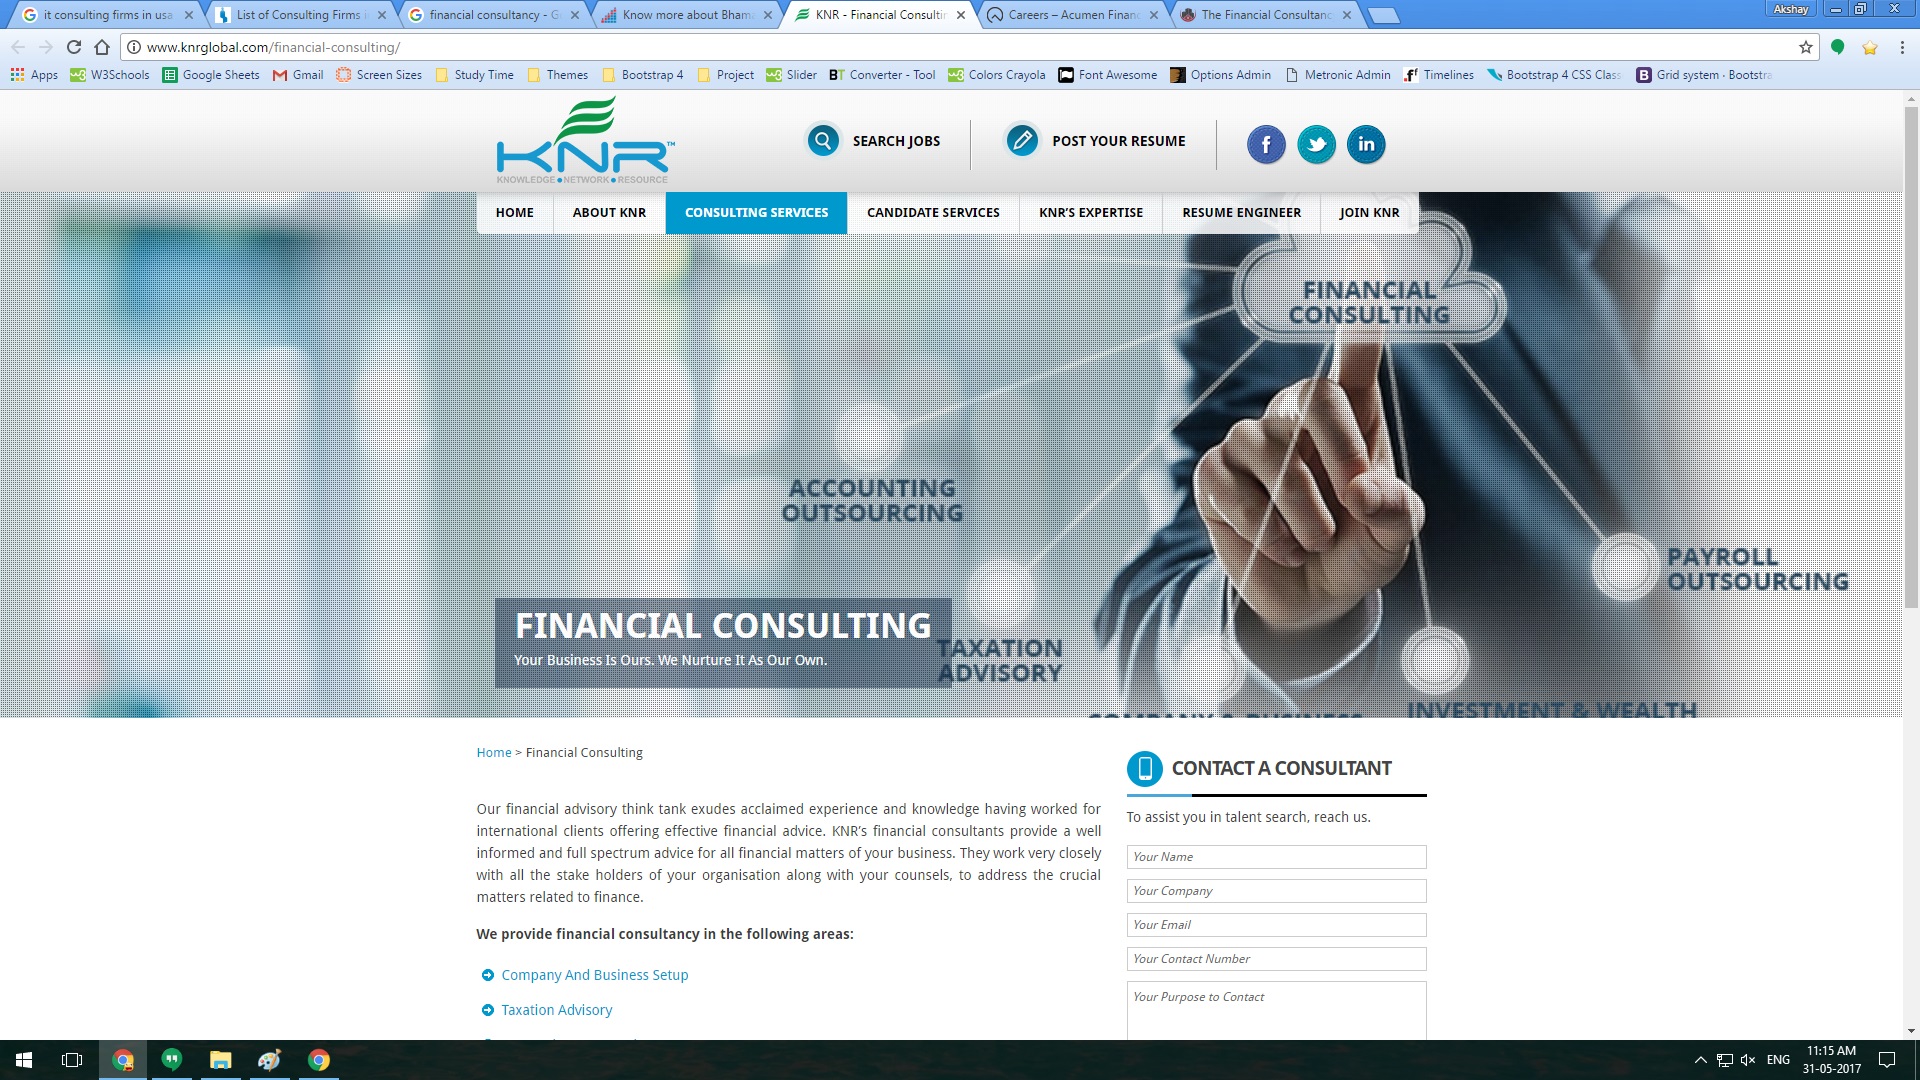 it consulting firms in usa
List of Consulting Firms i
financial consultancy - G
Know more about Bham
KNR - Financial Consultin
Careers – Acumen Financ
The Financial Consultanc
Akshay
www.knrglobal.com/financial-consulting/
Apps W3Schools Google Sheets Gmail Screen Sizes Study Time Themes Bootstrap 4 Project Slider BT Converter - Tool Colors Crayola Font Awesome Options Admin Metronic Admin Timelines Bootstrap 4 CSS Class Grid system · Bootstra
KNR™
KNOWLEDGE • NETWORK • RESOURCE
SEARCH JOBS
POST YOUR RESUME
HOME ABOUT KNR CONSULTING SERVICES CANDIDATE SERVICES KNR'S EXPERTISE RESUME ENGINEER JOIN KNR
FINANCIAL
CONSULTING
ACCOUNTING
OUTSOURCING
PAYROLL
OUTSOURCING
TAXATION
ADVISORY
COMPANY & BUSINESS
INVESTMENT & WEALTH
FINANCIAL CONSULTING
Your Business Is Ours. We Nurture It As Our Own.
Home > Financial Consulting
Our financial advisory think tank exudes acclaimed experience and knowledge having worked for
international clients offering effective financial advice. KNR's financial consultants provide a well
informed and full spectrum advice for all financial matters of your business. They work very closely
with all the stake holders of your organisation along with your counsels, to address the crucial
matters related to finance.
We provide financial consultancy in the following areas:
Company And Business Setup
Taxation Advisory
CONTACT A CONSULTANT
To assist you in talent search, reach us.
Your Name
Your Company
Your Email
Your Contact Number
Your Purpose to Contact
ENG
11:15 AM
31-05-2017